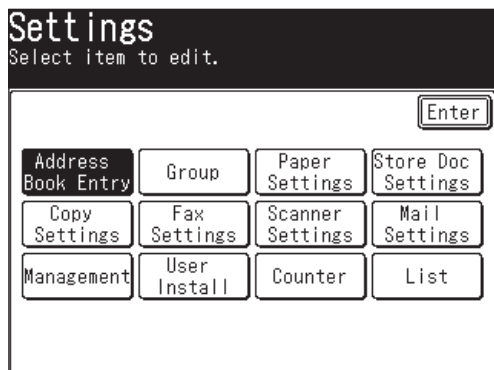 Settings
Select item to edit.
Enter
Address
Book Entry
Group
Paper
Settings
Store Doc
Settings
Copy
Settings
Fax
Settings
Scanner
Settings
Mail
Settings
Management
User
Install
Counter
List